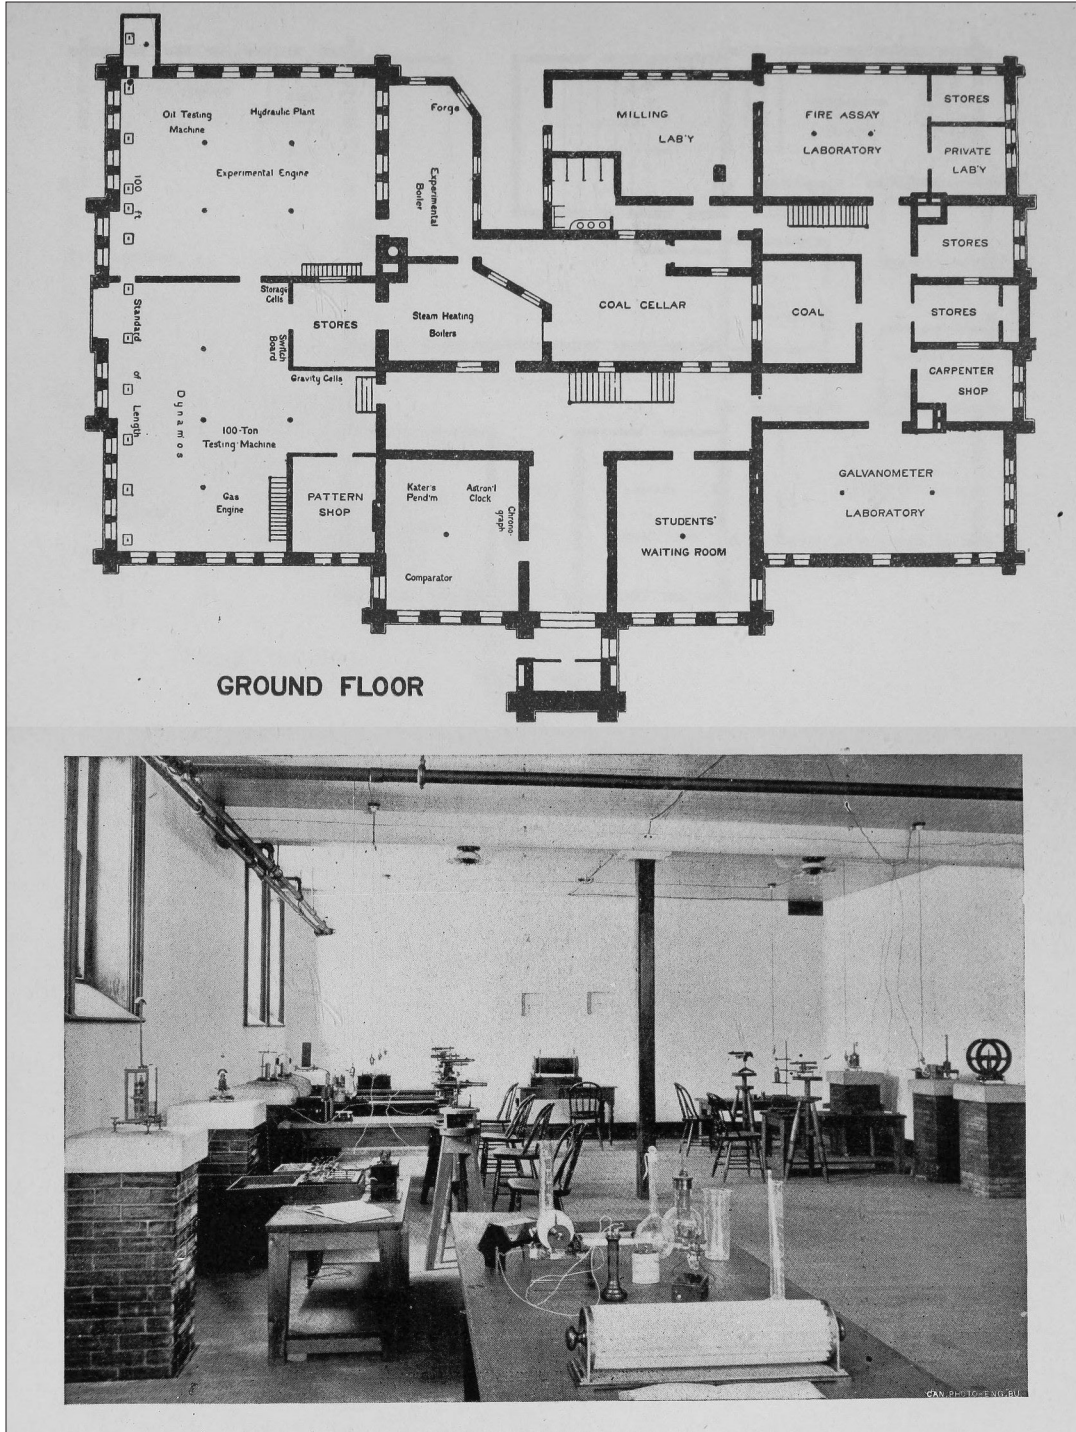 Oil Testing
Machine
Hydraulic Plant
Experimental Engine
100 ft Standard of Length
Forge
Experimental
Boiler
MILLING
LAB'Y
FIRE ASSAY
LABORATORY
STORES
PRIVATE
LAB'Y
STORES
Storage
Cells
STORES
Switch
Board
Gravity Cells
Steam Heating
Boilers
COAL CELLAR
COAL
STORES
CARPENTER
SHOP
Dynamos
100-Ton
Testing-Machine
Gas
Engine
PATTERN
SHOP
Kater's
Pend'm
Astron'l
Clock
Chrono-
graph
Comparator
STUDENTS'
WAITING ROOM
GALVANOMETER
LABORATORY
GROUND FLOOR
CAN. PHOTO-ENG. BU.